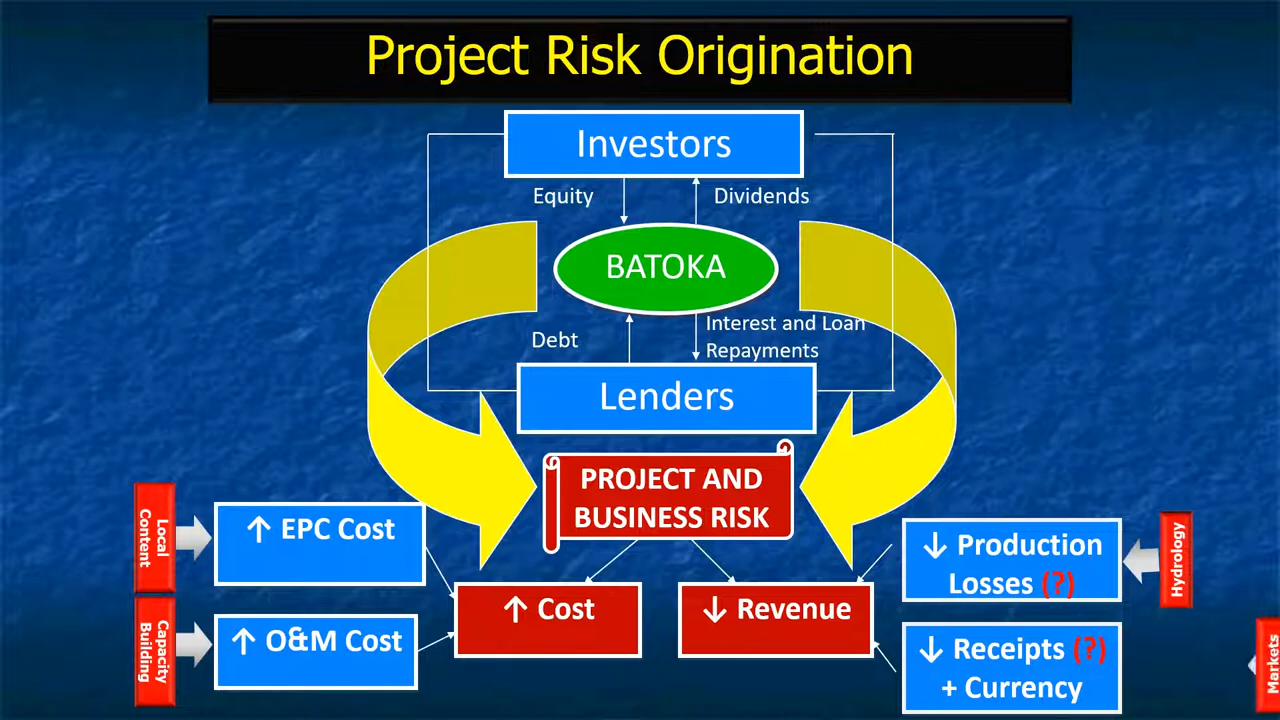 Project Risk Origination
Investors
Equity
Dividends
BATOKA
Debt
Interest and Loan
Repayments
Lenders
PROJECT AND
BUSINESS RISK
Local
Content
↑ EPC Cost
Capacity
Building
↑ O&M Cost
↑ Cost
↓ Revenue
↓ Production
Losses (?)
Hydrology
↓ Receipts (?)
+ Currency
Markets